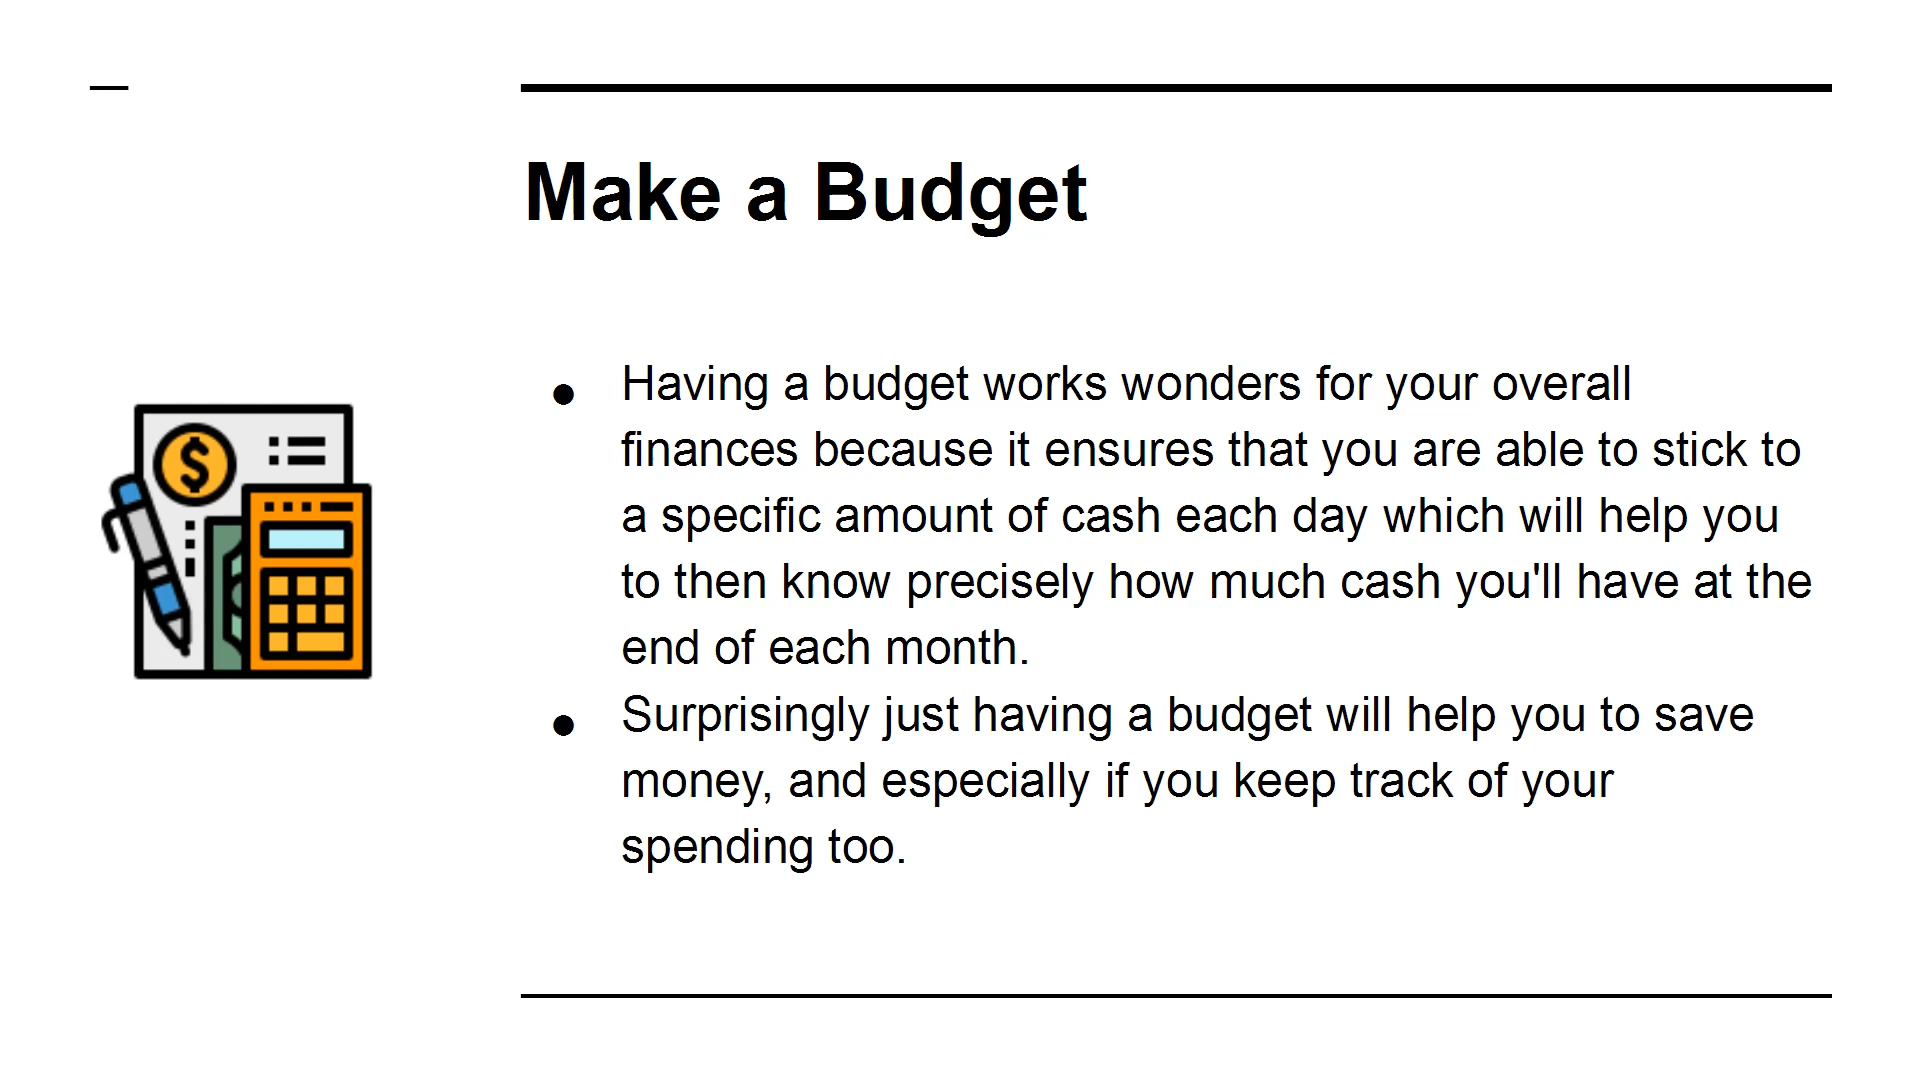 Make a Budget
● Having a budget works wonders for your overall
finances because it ensures that you are able to stick to
a specific amount of cash each day which will help you
to then know precisely how much cash you'll have at the
end of each month.
● Surprisingly just having a budget will help you to save
money, and especially if you keep track of your
spending too.
$